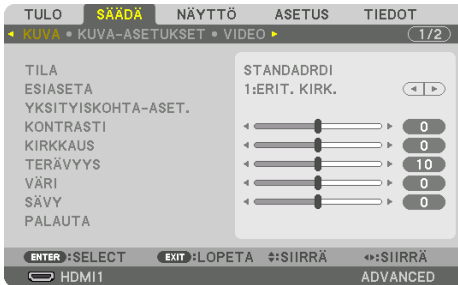 TULO SÄÄDÄ NÄYTTÖ ASETUS TIEDOT
KUVA • KUVA-ASETUKSET • VIDEO 1/2
TILA STANDADRDI
ESIASETA 1:ERIT. KIRK.
YKSITYISKOHTA-ASET.
KONTRASTI 0
KIRKKAUS 0
TERÄVYYS 10
VÄRI 0
SÄVY 0
PALAUTA
ENTER :SELECT EXIT :LOPETA :SIIRRÄ :SIIRRÄ
HDMI1 ADVANCED